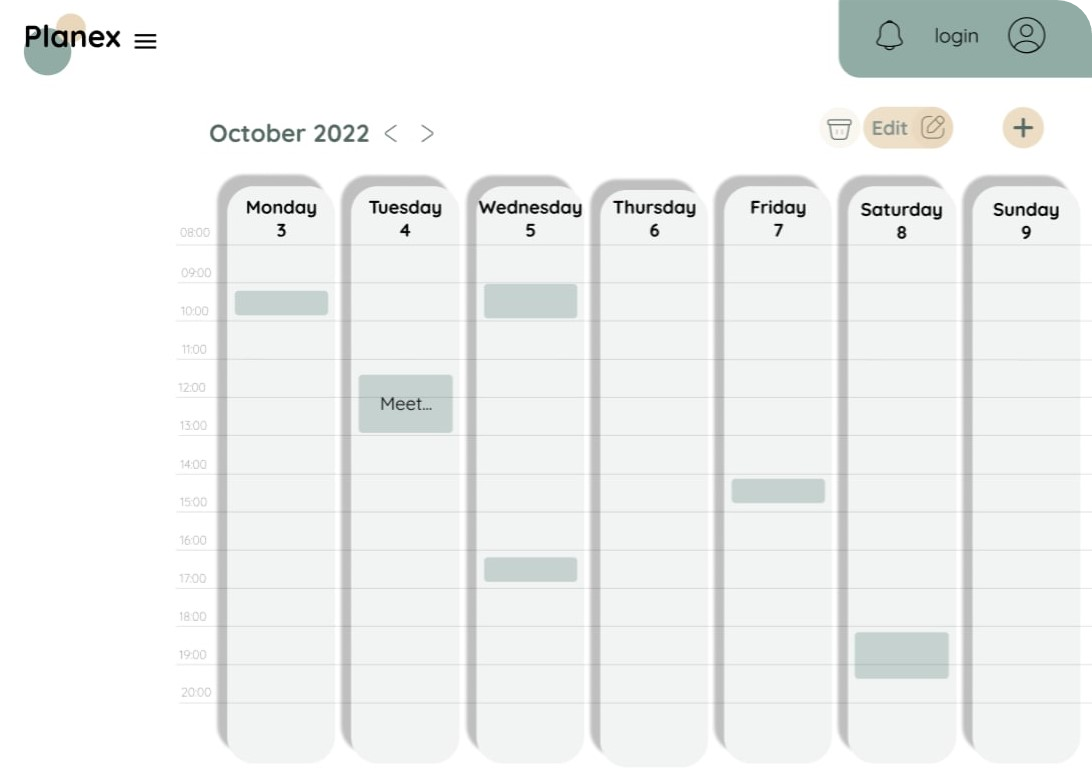 Planex
login
October 2022 < >
Edit +
Monday Tuesday Wednesday Thursday Friday Saturday Sunday
3 4 5 6 7 8 9
08:00
09:00
10:00
11:00
12:00
Meet...
13:00
14:00
15:00
16:00
17:00
18:00
19:00
20:00